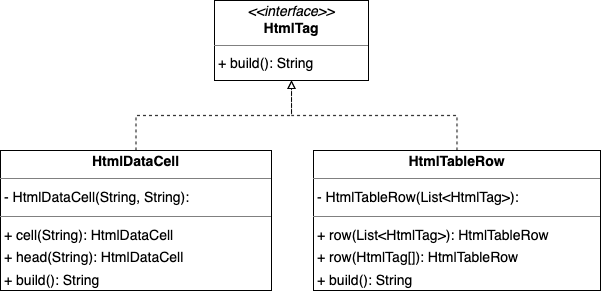 <<interface>>
HtmlTag
+ build(): String
HtmlDataCell
- HtmlDataCell(String, String):
+ cell(String): HtmlDataCell
+ head(String): HtmlDataCell
+ build(): String
HtmlTableRow
- HtmlTableRow(List<HtmlTag>):
+ row(List<HtmlTag>): HtmlTableRow
+ row(HtmlTag[]): HtmlTableRow
+ build(): String